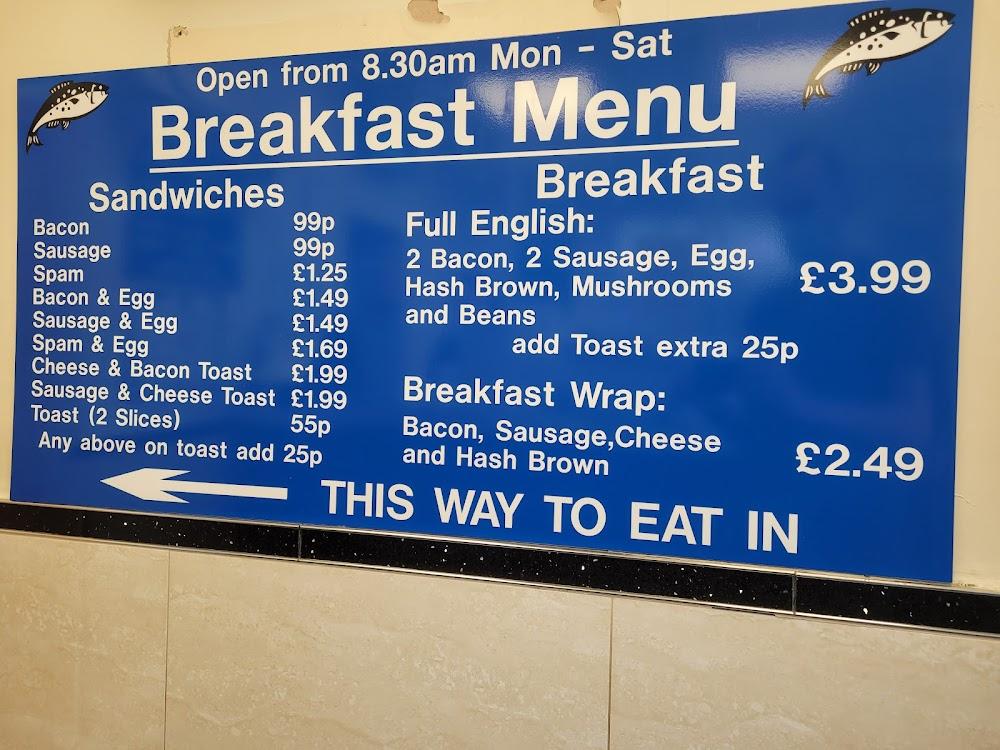 Open from 8.30am Mon - Sat
Breakfast Menu
Sandwiches
Bacon 99p
Sausage 99p
Spam £1.25
Bacon & Egg £1.49
Sausage & Egg £1.49
Spam & Egg £1.69
Cheese & Bacon Toast £1.99
Sausage & Cheese Toast £1.99
Toast (2 Slices) 55p
Any above on toast add 25p
Breakfast
Full English:
2 Bacon, 2 Sausage, Egg,
Hash Brown, Mushrooms £3.99
and Beans
add Toast extra 25p
Breakfast Wrap:
Bacon, Sausage,Cheese
and Hash Brown £2.49
THIS WAY TO EAT IN